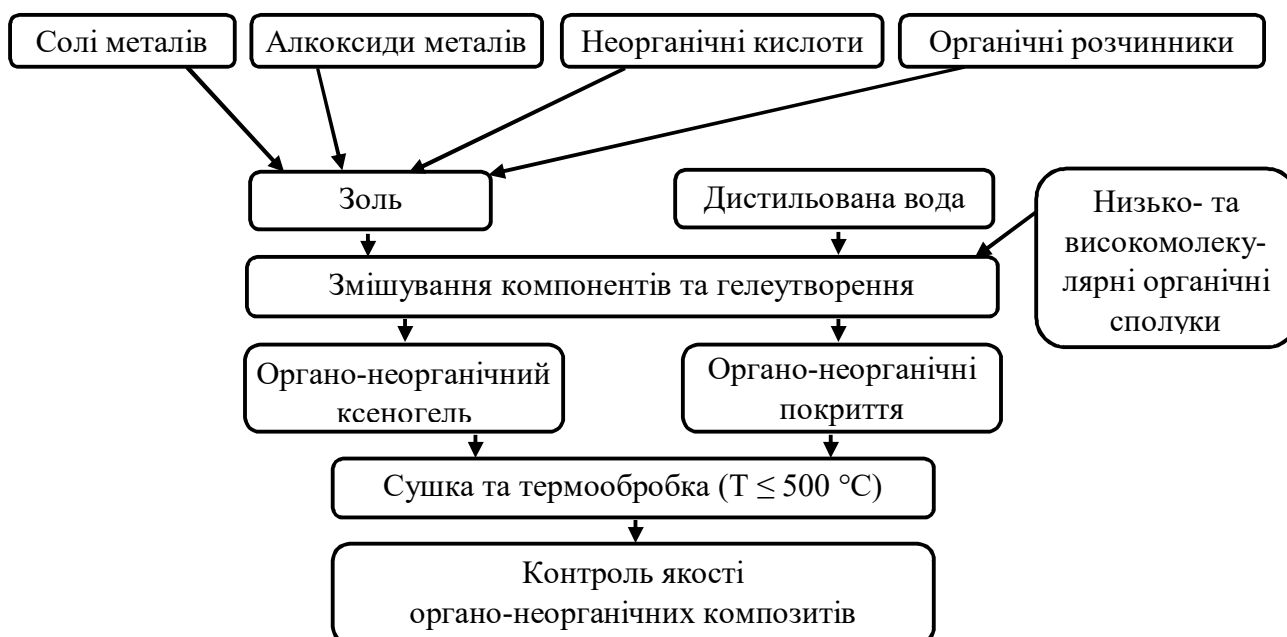 Солі металів
Алкоксиди металів
Неорганічні кислоти
Органічні розчинники
Золь
Дистильована вода
Низько- та
високомолеку-
лярні органічні
сполуки
Змішування компонентів та гелеутворення
Органо-неорганічний
ксеногель
Органо-неорганічні
покриття
Сушка та термообробка (Т ≤ 500 °С)
Контроль якості
органо-неорганічних композитів